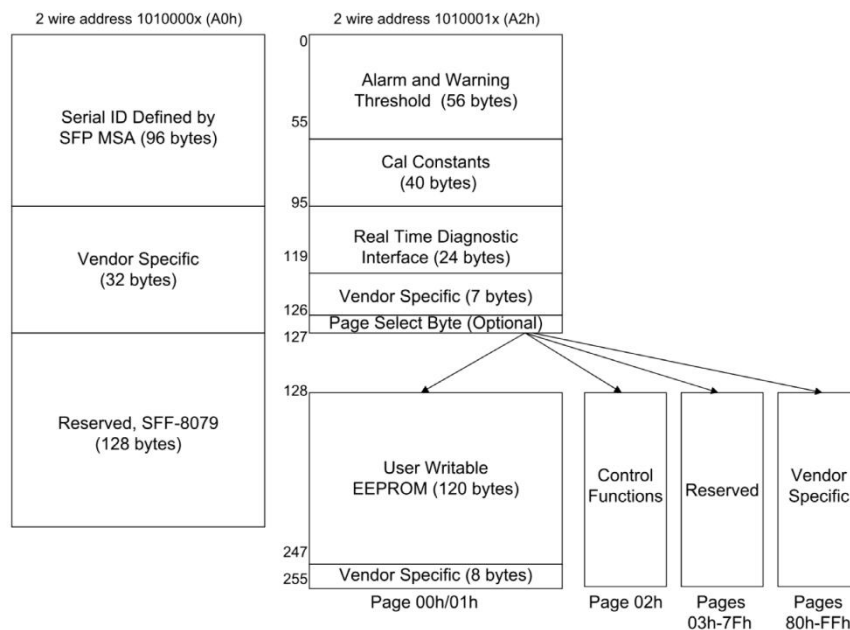 2 wire address 1010000x (A0h)
Serial ID Defined by
SFP MSA (96 bytes)
Vendor Specific
(32 bytes)
Reserved, SFF-8079
(128 bytes)
2 wire address 1010001x (A2h)
0
Alarm and Warning
Threshold (56 bytes)
55
Cal Constants
(40 bytes)
95
Real Time Diagnostic
Interface (24 bytes)
119
Vendor Specific (7 bytes)
126
Page Select Byte (Optional)
127
128
User Writable
EEPROM (120 bytes)
247
Vendor Specific (8 bytes)
255
Page 00h/01h
Control
Functions
Page 02h
Reserved
Pages
03h-7Fh
Vendor
Specific
Pages
80h-FFh